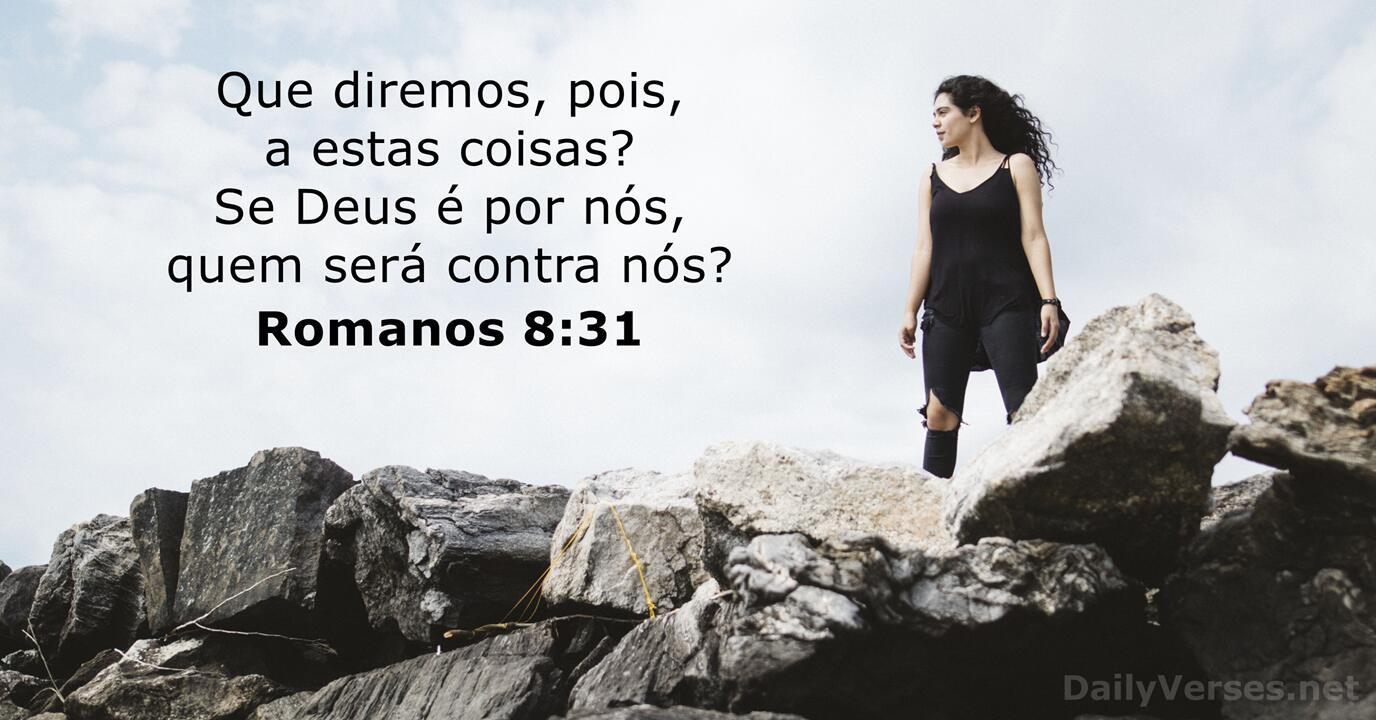 Que diremos, pois,
a estas coisas?
Se Deus é por nós,
quem será contra nós?
Romanos 8:31
DailyVerses.net